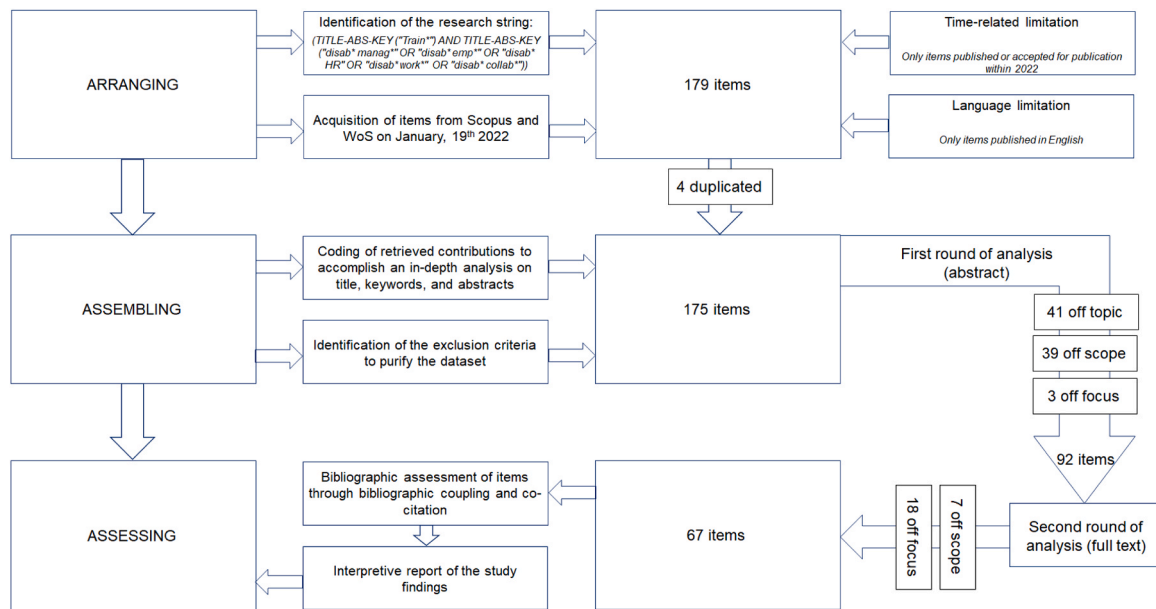 ARRANGING
Identification of the research string:
(TITLE-ABS-KEY ("Train*") AND TITLE-ABS-KEY
("disab* manag*" OR "disab* emp*" OR "disab*
HR" OR "disab* work*" OR "disab* collab*"))
Acquisition of items from Scopus and
WoS on January, 19th 2022
179 items
Time-related limitation
Only items published or accepted for publication
within 2022
Language limitation
Only items published in English
4 duplicated
ASSEMBLING
Coding of retrieved contributions to
accomplish an in-depth analysis on
title, keywords, and abstracts
Identification of the exclusion criteria
to purify the dataset
175 items
First round of analysis
(abstract)
41 off topic
39 off scope
3 off focus
92 items
Second round of
analysis (full text)
7 off scope
18 off focus
67 items
Bibliographic assessment of items
through bibliographic coupling and co-
citation
Interpretive report of the study
findings
ASSESSING